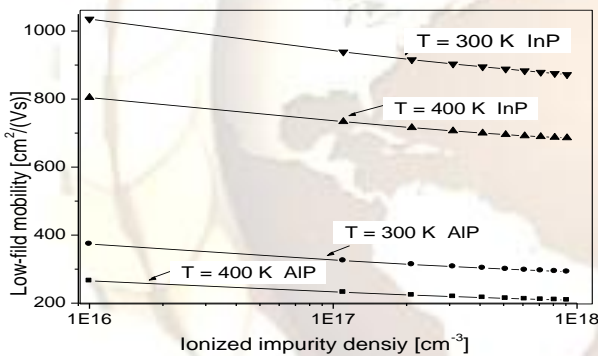 1000
T = 300 K InP
800
T = 400 K InP
600
T = 300 K AlP
400
T = 400 K AlP
200
1E16
1E17
1E18
Ionized impurity densiy [cm-3]
Low-fild mobility [cm2/(Vs)]